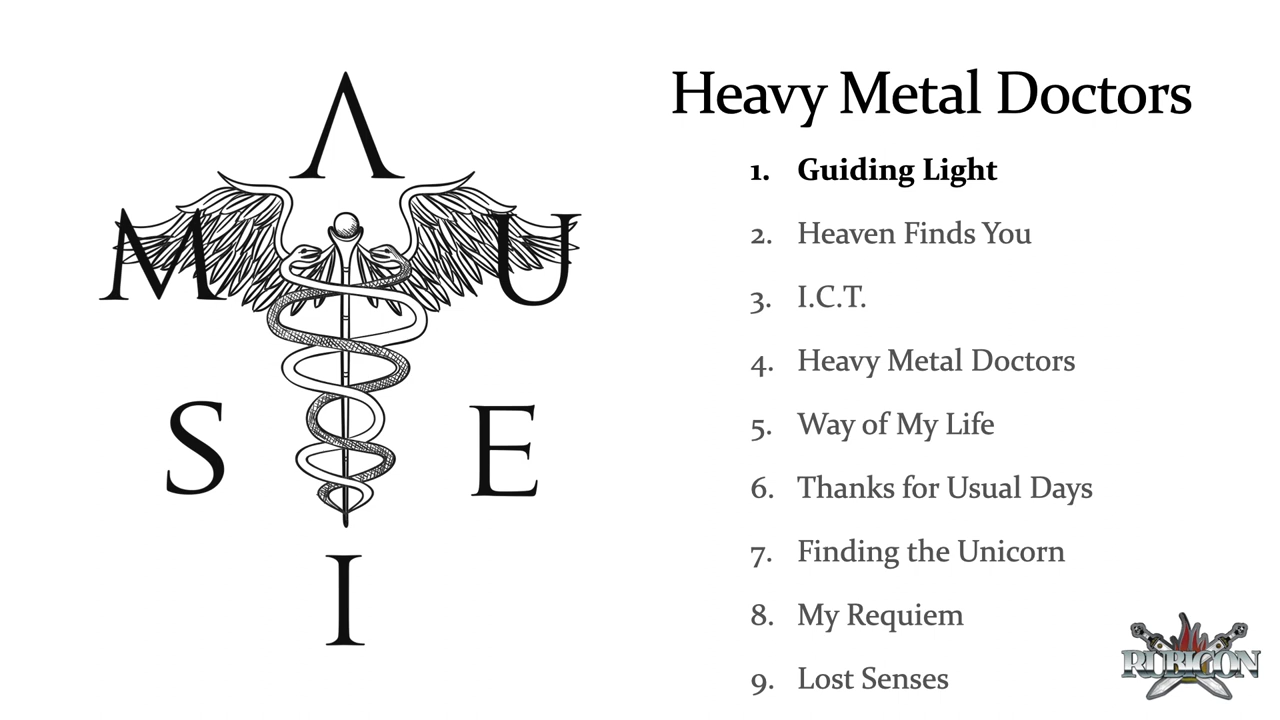 Λ
M U
S E
I
Heavy Metal Doctors
1. Guiding Light
2. Heaven Finds You
3. I.C.T.
4. Heavy Metal Doctors
5. Way of My Life
6. Thanks for Usual Days
7. Finding the Unicorn
8. My Requiem
9. Lost Senses
RUBICON